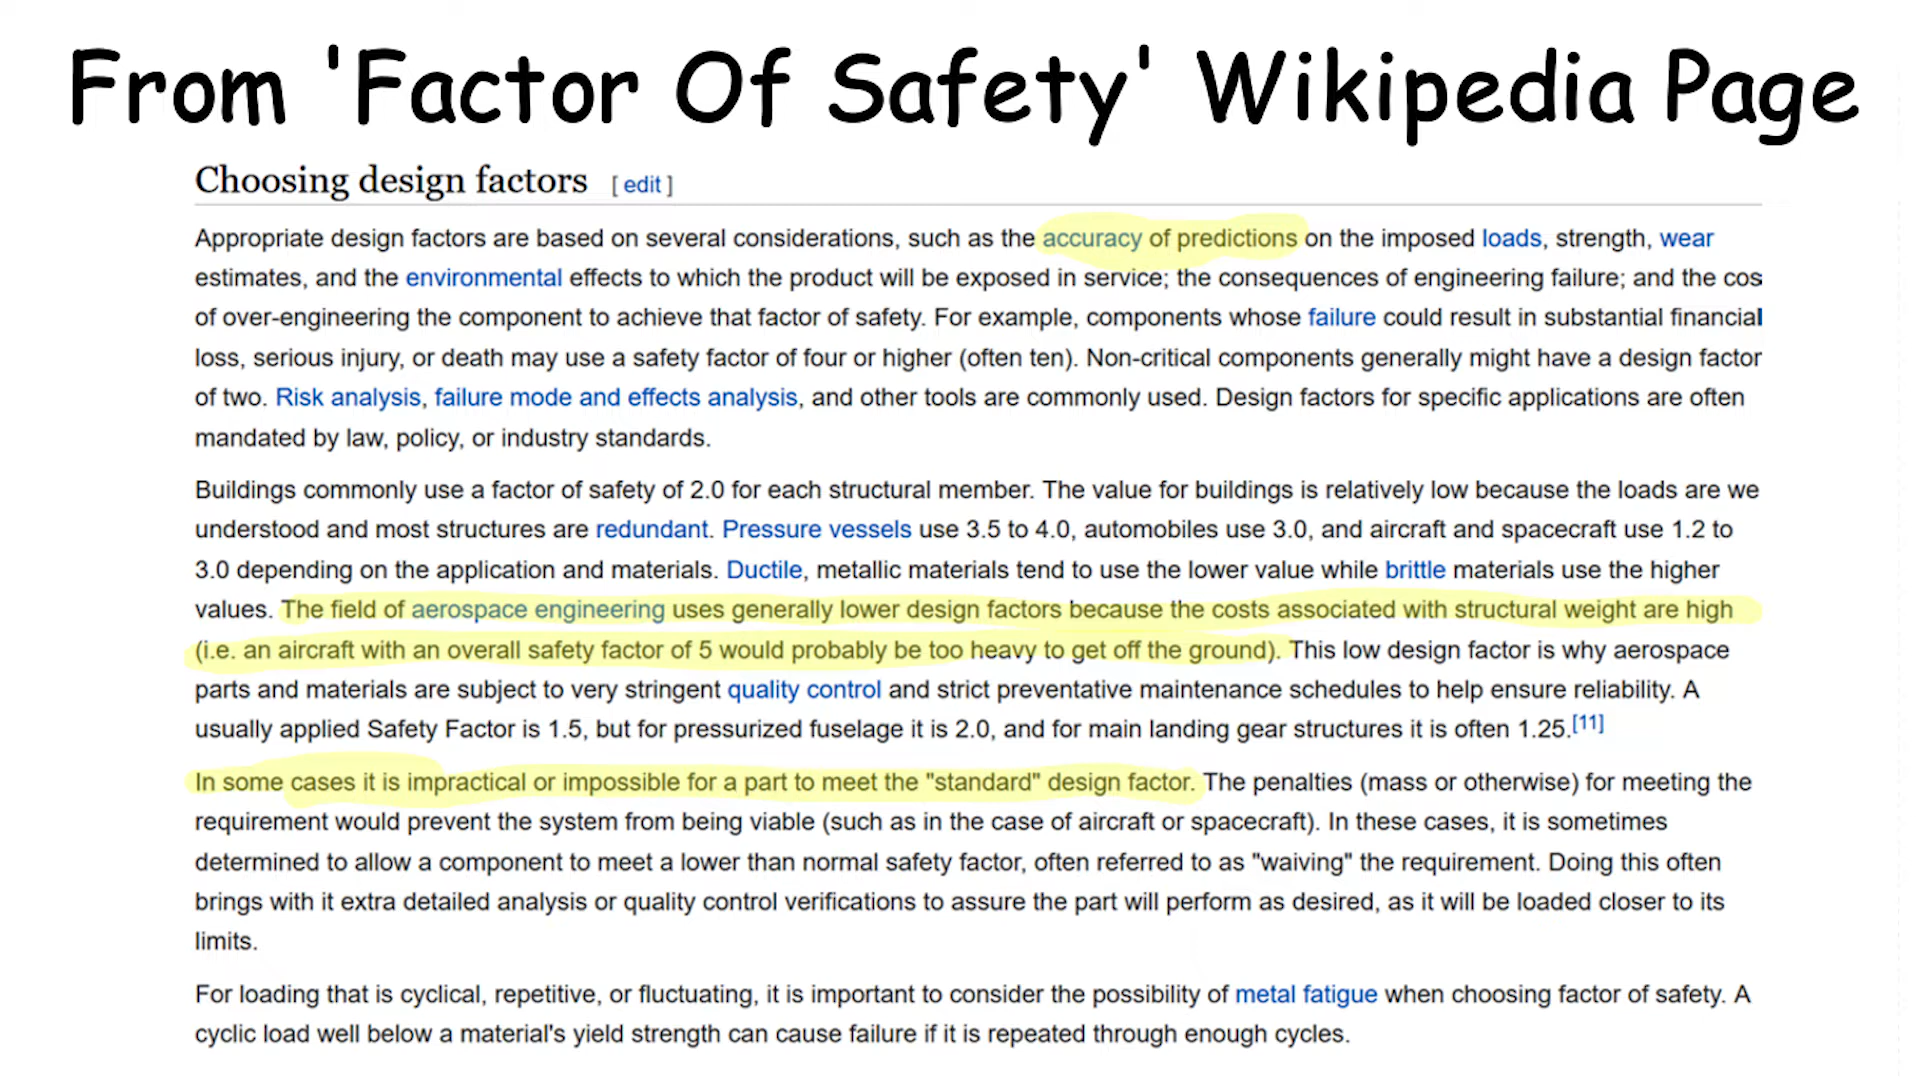 From 'Factor Of Safety' Wikipedia Page
Choosing design factors [ edit ]
Appropriate design factors are based on several considerations, such as the accuracy of predictions on the imposed loads, strength, wear
estimates, and the environmental effects to which the product will be exposed in service; the consequences of engineering failure; and the cos
of over-engineering the component to achieve that factor of safety. For example, components whose failure could result in substantial financial
loss, serious injury, or death may use a safety factor of four or higher (often ten). Non-critical components generally might have a design factor
of two. Risk analysis, failure mode and effects analysis, and other tools are commonly used. Design factors for specific applications are often
mandated by law, policy, or industry standards.
Buildings commonly use a factor of safety of 2.0 for each structural member. The value for buildings is relatively low because the loads are we
understood and most structures are redundant. Pressure vessels use 3.5 to 4.0, automobiles use 3.0, and aircraft and spacecraft use 1.2 to
3.0 depending on the application and materials. Ductile, metallic materials tend to use the lower value while brittle materials use the higher
values. The field of aerospace engineering uses generally lower design factors because the costs associated with structural weight are high
(i.e. an aircraft with an overall safety factor of 5 would probably be too heavy to get off the ground). This low design factor is why aerospace
parts and materials are subject to very stringent quality control and strict preventative maintenance schedules to help ensure reliability. A
usually applied Safety Factor is 1.5, but for pressurized fuselage it is 2.0, and for main landing gear structures it is often 1.25.[11]
In some cases it is impractical or impossible for a part to meet the "standard" design factor. The penalties (mass or otherwise) for meeting the
requirement would prevent the system from being viable (such as in the case of aircraft or spacecraft). In these cases, it is sometimes
determined to allow a component to meet a lower than normal safety factor, often referred to as "waiving" the requirement. Doing this often
brings with it extra detailed analysis or quality control verifications to assure the part will perform as desired, as it will be loaded closer to its
limits.
For loading that is cyclical, repetitive, or fluctuating, it is important to consider the possibility of metal fatigue when choosing factor of safety. A
cyclic load well below a material's yield strength can cause failure if it is repeated through enough cycles.